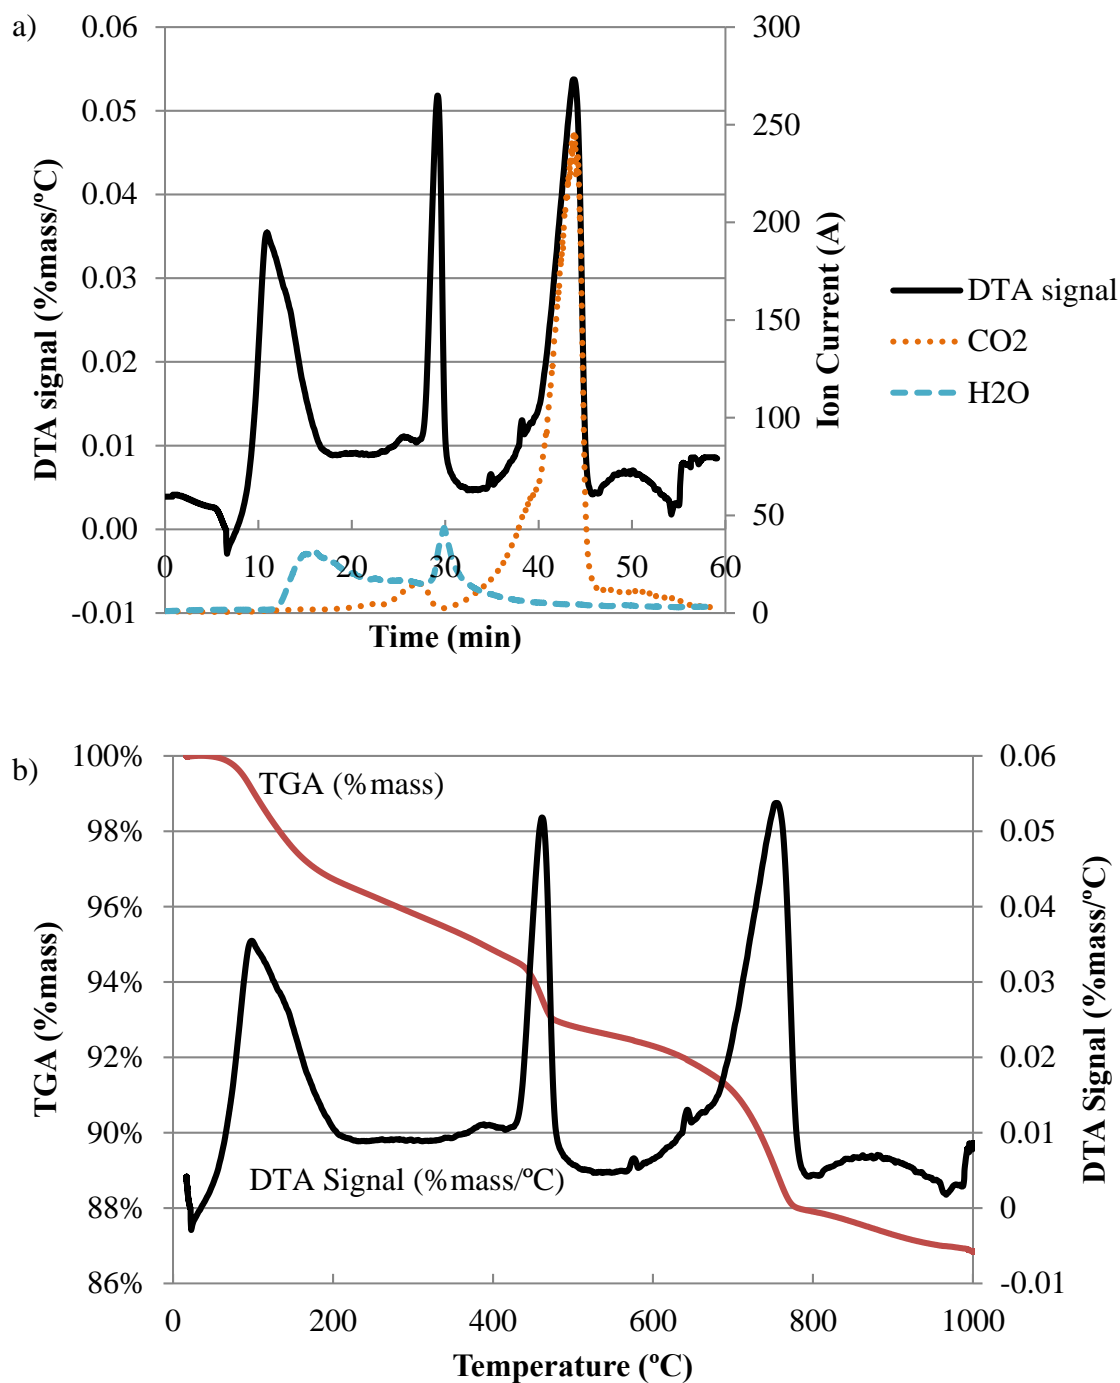 a)
0.06
0.05
0.04
0.03
0.02
0.01
0.00
-0.01
DTA signal (%mass/ºC)
300
250
200
150
100
50
0
Ion Current (A)
0 10 20 30 40 50 60
Time (min)
DTA signal
CO2
H2O
b)
100%
98%
96%
94%
92%
90%
88%
86%
TGA (%mass)
TGA (%mass)
DTA Signal (%mass/ºC)
0.06
0.05
0.04
0.03
0.02
0.01
0
-0.01
DTA Signal (%mass/ºC)
0 200 400 600 800 1000
Temperature (ºC)